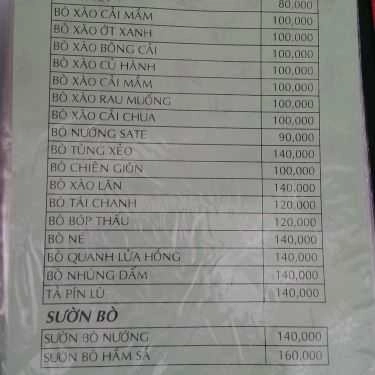 80,000
BÒ XÀO CẢI MẦM 100,000
BÒ XÀO ỚT XANH 100,000
BÒ XÀO BÔNG CẢI 100,000
BÒ XÀO CỦ HÀNH 100,000
BÒ XÀO CẢI MẦM 100,000
BÒ XÀO RAU MUỐNG 100,000
BÒ XÀO CẢI CHUA 100,000
BÒ NƯỚNG SATE 90,000
BÒ TÙNG XẺO 140,000
BÒ CHIÊN GIÒN 100,000
BÒ XÀO LĂN 140,000
BÒ TÁI CHANH 120,000
BÒ BÓP THẤU 120,000
BÒ NÉ 140,000
BÒ QUANH LỬA HỒNG 140,000
BÒ NHÚNG DẤM 140,000
TẢ PÍN LÙ 140,000
SƯỜN BÒ
SƯỜN BÒ NƯỚNG 140,000
SƯỜN BÒ HẦM SẢ 160,000